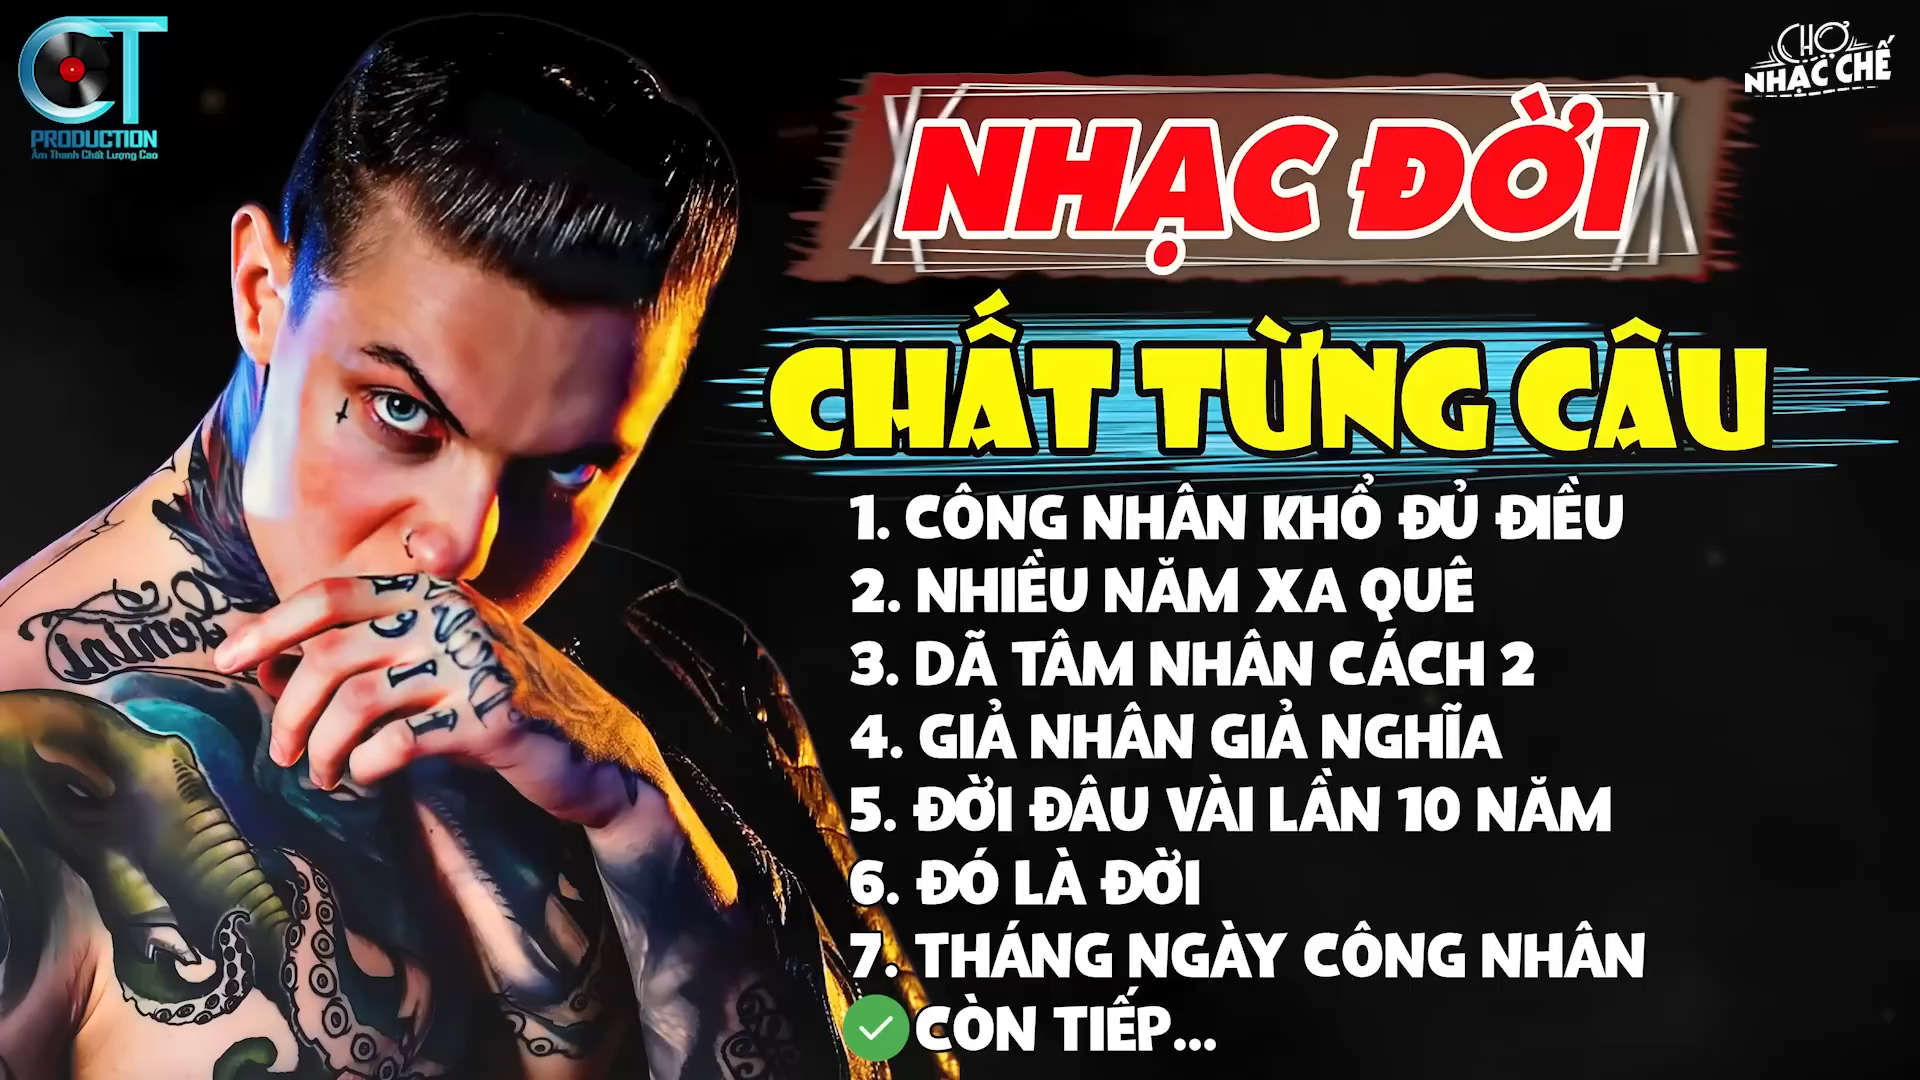 CT
PRODUCTION
Âm Thanh Chất Lượng Cao
CHỢ
NHẠC CHẾ
NHẠC ĐỜI
CHẤT TỪNG CÂU
1. CÔNG NHÂN KHỔ ĐỦ ĐIỀU
2. NHIỀU NĂM XA QUÊ
3. DÃ TÂM NHÂN CÁCH 2
4. GIẢ NHÂN GIẢ NGHĨA
5. ĐỜI ĐÂU VÀI LẦN 10 NĂM
6. ĐÓ LÀ ĐỜI
7. THÁNG NGÀY CÔNG NHÂN
CÒN TIẾP...
Gemini